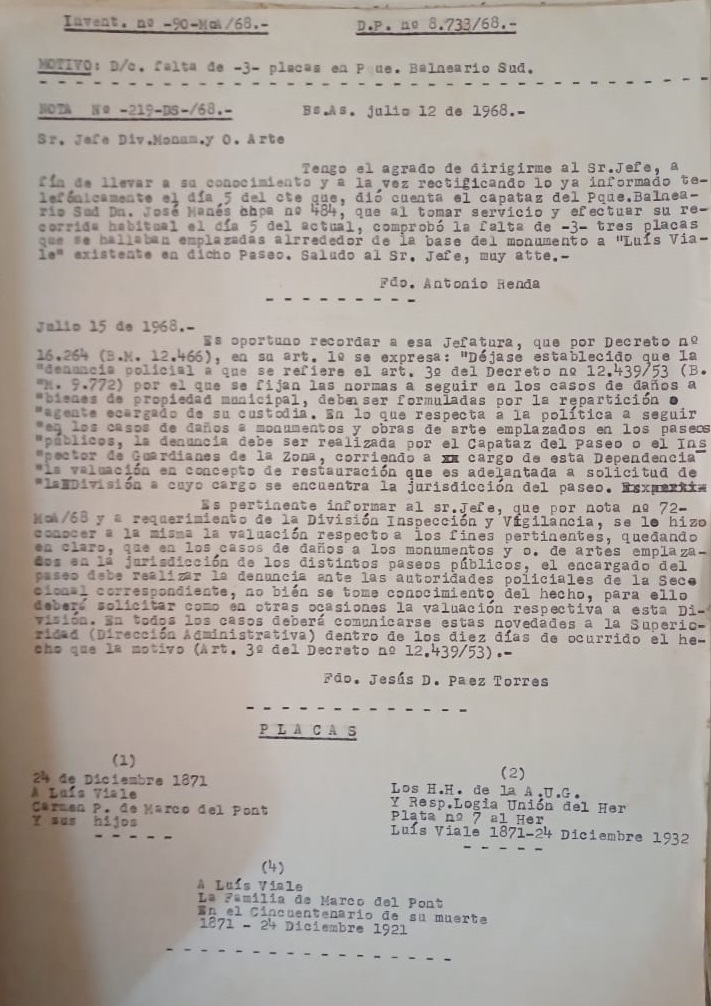 Invent. nº -90-MoA/68.-
D.P. nº 8.733/68.-
MOTIVO: D/c. falta de -3- placas en Pque. Balneario Sud.
NOTA Nº -219-DS-/68.-
Bs.As. julio 12 de 1968.-
Sr. Jefe Div.Monum.y O. Arte
Tengo el agrado de dirigirme al Sr.Jefe, a
fín de llevar a su conocimiento y a la vez rectificando lo ya informado te-
lefónicamente el día 5 del cte que, dió cuenta el capataz del Pque.Balnea-
rio Sud Dn. José Manés chpa nº 484, que al tomar servicio y efectuar su re-
corrida habitual el día 5 del actual, comprobó la falta de -3- tres placas
que se hallaban emplazadas alrrededor de la base del monumento a "Luís Via-
le" existente en dicho Paseo. Saludo al Sr. Jefe, muy atte.-
Fdo. Antonio Renda
- - - - - - - - -
Julio 15 de 1968.-
Es oportuno recordar a esa Jefatura, que por Decreto nº
16.264 (B.M. 12.466), en su art. 1º se expresa: "Déjase establecido que la
"denuncia policial a que se refiere el art. 3º del Decreto nº 12.439/53 (B.
"M. 9.772) por el que se fijan las normas a seguir en los casos de daños a
"bienes de propiedad municipal, deben ser formuladas por la repartición o
"agente ecargado de su custodia. En lo que respecta a la política a seguir
"en los casos de daños a monumentos y obras de arte emplazados en los paseos
"públicos, la denuncia debe ser realizada por el Capataz del Paseo o el Ins
"pector de Guardianes de la Zona, corriendo a cargo de esta Dependencia
"la valuación en concepto de restauración que es adelantada a solicitud de
"la División a cuyo cargo se encuentra la jurisdicción del paseo.
Es pertinente informar al sr.Jefe, que por nota nº 72-
MoA/68 y a requerimiento de la División Inspección y Vigilancia, se le hizo
conocer a la misma la valuación respecto a los fines pertinentes, quedando
en claro, que en los casos de daños a los monumentos y o. de artes emplaza-
dos en la jurisdicción de los distintos paseos públicos, el encargado del
paseo debe realizar la denuncia ante las autoridades policiales de la Secc
cional correspondiente, no bién se tome conocimiento del hecho, para ello
deberá solicitar como en otras ocasiones la valuación respectiva a esta Di-
visión. En todos los casos deberá comunicarse estas novedades a la Superio-
ridad (Dirección Administrativa) dentro de los diez días de ocurrido el he-
cho que la motivo (Art. 3º del Decreto nº 12.439/53).-
Fdo. Jesús D. Paez Torres
- - - - - - - - - - - - -
PLACAS
(1)
24 de Diciembre 1871
A Luís Viale
Carmen P. de Marco del Pont
Y sus hijos
- - - - -
(2)
Los H.H. de la A.U.G.
Y Resp.Logia Unión del Her
Plata nº 7 al Her
Luís Viale 1871-24 Diciembre 1932
- - - - -
(4)
A Luís Viale
La Familia de Marco del Pont
En el Cincuentenario de su muerte
1871 - 24 Diciembre 1921
- - - - - - - - - - - - - - - - -